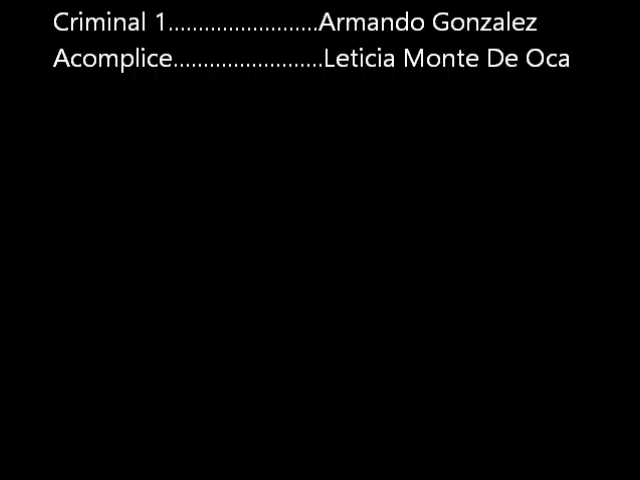 Criminal 1.........................Armando Gonzalez
Acomplice.........................Leticia Monte De Oca